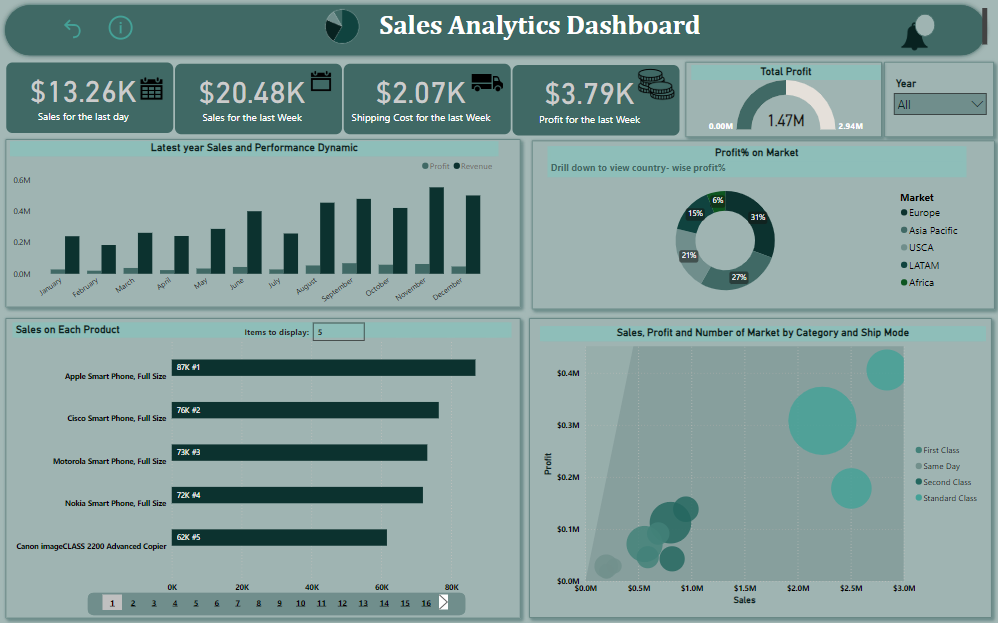 Sales Analytics Dashboard
$13.26K
Sales for the last day
$20.48K
Sales for the last Week
$2.07K
Shipping Cost for the last Week
$3.79K
Profit for the last Week
Total Profit
1.47M
0.00M
2.94M
Year
All
Latest year Sales and Performance Dynamic
Profit Revenue
0.6M
0.4M
0.2M
0.0M
January February March April May June July August September October November December
Profit% on Market
Drill down to view country- wise profit%
6%
15%
31%
21%
27%
Market
Europe
Asia Pacific
USCA
LATAM
Africa
Sales on Each Product
Items to display: 5
Apple Smart Phone, Full Size 87K #1
Cisco Smart Phone, Full Size 76K #2
Motorola Smart Phone, Full Size 73K #3
Nokia Smart Phone, Full Size 72K #4
Canon imageCLASS 2200 Advanced Copier 62K #5
0K 20K 40K 60K 80K
1 2 3 4 5 6 7 8 9 10 11 12 13 14 15 16
Sales, Profit and Number of Market by Category and Ship Mode
$0.4M
$0.3M
$0.2M
$0.1M
$0.0M
Profit
$0.0M $0.5M $1.0M $1.5M $2.0M $2.5M $3.0M
Sales
First Class
Same Day
Second Class
Standard Class